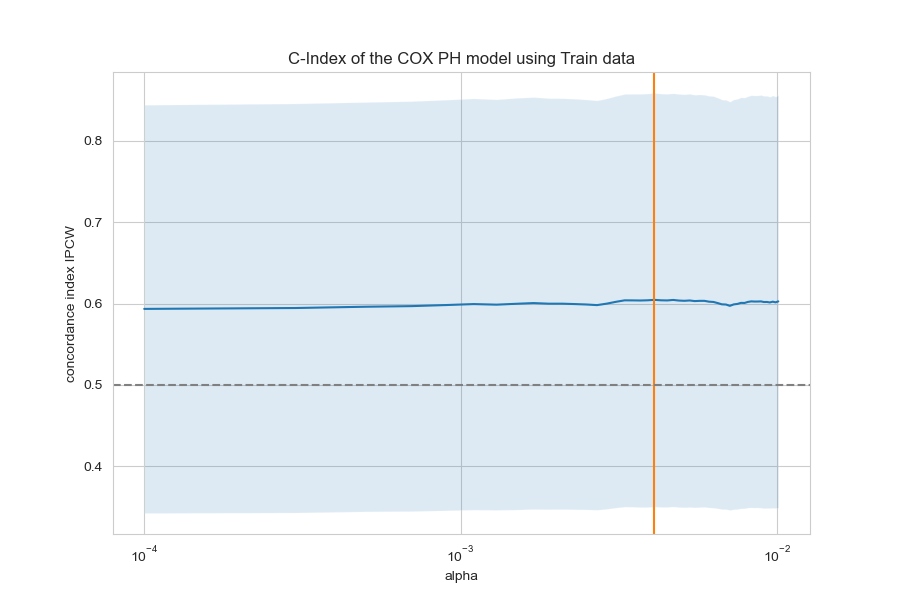 C-Index of the COX PH model using Train data
concordance index IPCW
0.8
0.7
0.6
0.5
0.4
10⁻⁴
10⁻³
10⁻²
alpha